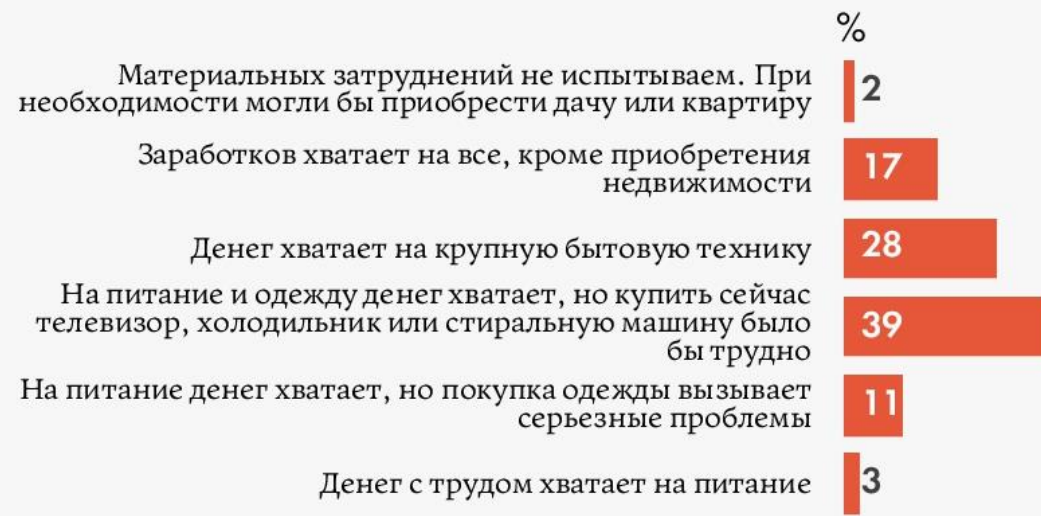 %
Материальных затруднений не испытываем. При
необходимости могли бы приобрести дачу или квартиру
2
Заработков хватает на все, кроме приобретения
недвижимости
17
Денег хватает на крупную бытовую технику
28
На питание и одежду денег хватает, но купить сейчас
телевизор, холодильник или стиральную машину было
бы трудно
39
На питание денег хватает, но покупка одежды вызывает
серьезные проблемы
11
Денег с трудом хватает на питание
3